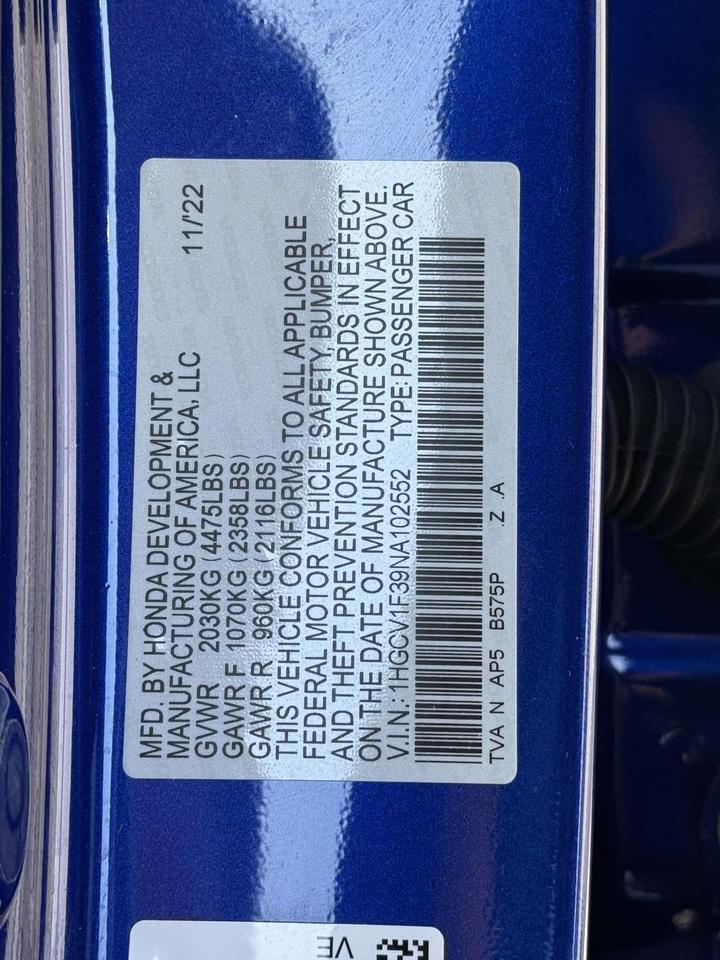 MFD. BY HONDA DEVELOPMENT &
MANUFACTURING OF AMERICA, LLC 11/'22
GVWR 2030KG (4475LBS)
GAWR F 1070KG (2358LBS)
GAWR R 960KG (2116LBS)
THIS VEHICLE CONFORMS TO ALL APPLICABLE
FEDERAL MOTOR VEHICLE SAFETY, BUMPER,
AND THEFT PREVENTION STANDARDS IN EFFECT
ON THE DATE OF MANUFACTURE SHOWN ABOVE.
V.I.N.: 1HGCV1F39NA102552 TYPE: PASSENGER CAR
TVA N AP5 B575P .Z .A
VE